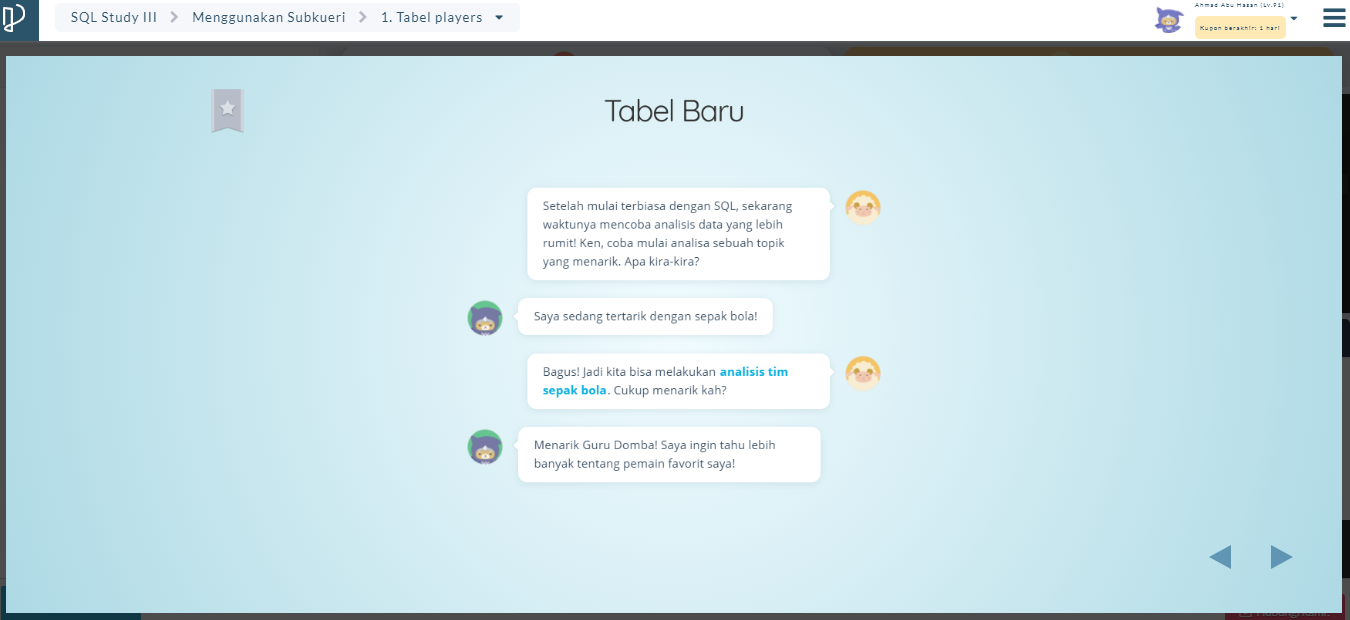 SQL Study III
Menggunakan Subkueri
1. Tabel players
Ahmad Abu Hasan (Lv.91)
Kupon berakhir: 1 hari
Tabel Baru
Setelah mulai terbiasa dengan SQL, sekarang
waktunya mencoba analisis data yang lebih
rumit! Ken, coba mulai analisa sebuah topik
yang menarik. Apa kira-kira?
Saya sedang tertarik dengan sepak bola!
Bagus! Jadi kita bisa melakukan analisis tim
sepak bola. Cukup menarik kah?
Menarik Guru Domba! Saya ingin tahu lebih
banyak tentang pemain favorit saya!